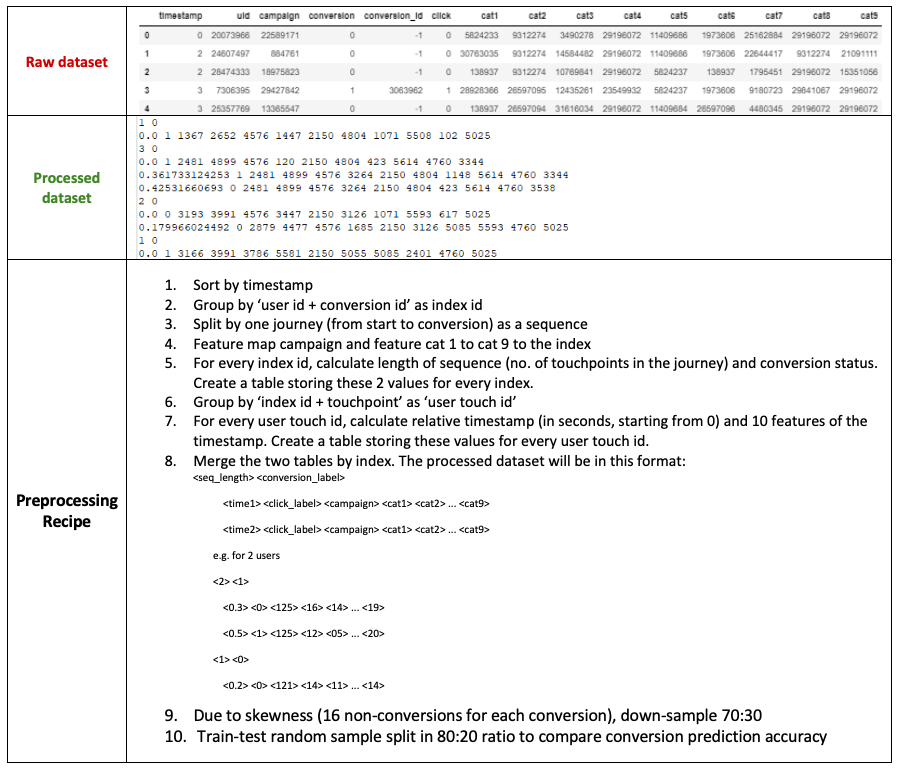 timestamp uid campaign conversion conversion_id click cat1 cat2 cat3 cat4 cat5 cat6 cat7 cat8 cat9
0 0 20073966 22589171 0 -1 0 5824233 9312274 3490278 29196072 11409686 1973606 25162884 29196072 29196072
1 2 24607497 884761 0 -1 0 30763035 9312274 14584482 29196072 11409686 1973606 22644417 9312274 21091111
Raw dataset
2 2 28474333 18975823 0 -1 0 138937 9312274 10769841 29196072 5824237 138937 1795451 29196072 15351056
3 3 7306395 29427842 1 3063962 1 28928366 26597095 12435261 23549932 5824237 1973606 9180723 29841067 29196072
4 3 25357769 13365547 0 -1 0 138937 26597094 31616034 29196072 11409684 26597096 4480345 29196072 29196072
1 0
0.0 1 1367 2652 4576 1447 2150 4804 1071 5508 102 5025
3 0
0.0 1 2481 4899 4576 120 2150 4804 423 5614 4760 3344
0.361733124253 1 2481 4899 4576 3264 2150 4804 1148 5614 4760 3344
0.42531660693 0 2481 4899 4576 3264 2150 4804 423 5614 4760 3538
2 0
0.0 0 3193 3991 4576 3447 2150 3126 1071 5593 617 5025
0.179966024492 0 2879 4477 4576 1685 2150 3126 5085 5593 4760 5025
1 0
0.0 1 3166 3991 3786 5581 2150 5055 5085 2401 4760 5025
Processed
dataset
Preprocessing
Recipe
1. Sort by timestamp
2. Group by ‘user id + conversion id’ as index id
3. Split by one journey (from start to conversion) as a sequence
4. Feature map campaign and feature cat 1 to cat 9 to the index
5. For every index id, calculate length of sequence (no. of touchpoints in the journey) and conversion status.
Create a table storing these 2 values for every index.
6. Group by ‘index id + touchpoint’ as ‘user touch id’
7. For every user touch id, calculate relative timestamp (in seconds, starting from 0) and 10 features of the
timestamp. Create a table storing these values for every user touch id.
8. Merge the two tables by index. The processed dataset will be in this format:
<seq_length> <conversion_label>
<time1> <click_label> <campaign> <cat1> <cat2> ... <cat9>
<time2> <click_label> <campaign> <cat1> <cat2> ... <cat9>
e.g. for 2 users
<2> <1>
<0.3> <0> <125> <16> <14> ... <19>
<0.5> <1> <125> <12> <05> ... <20>
<1> <0>
<0.2> <0> <121> <14> <11> ... <14>
9. Due to skewness (16 non-conversions for each conversion), down-sample 70:30
10. Train-test random sample split in 80:20 ratio to compare conversion prediction accuracy